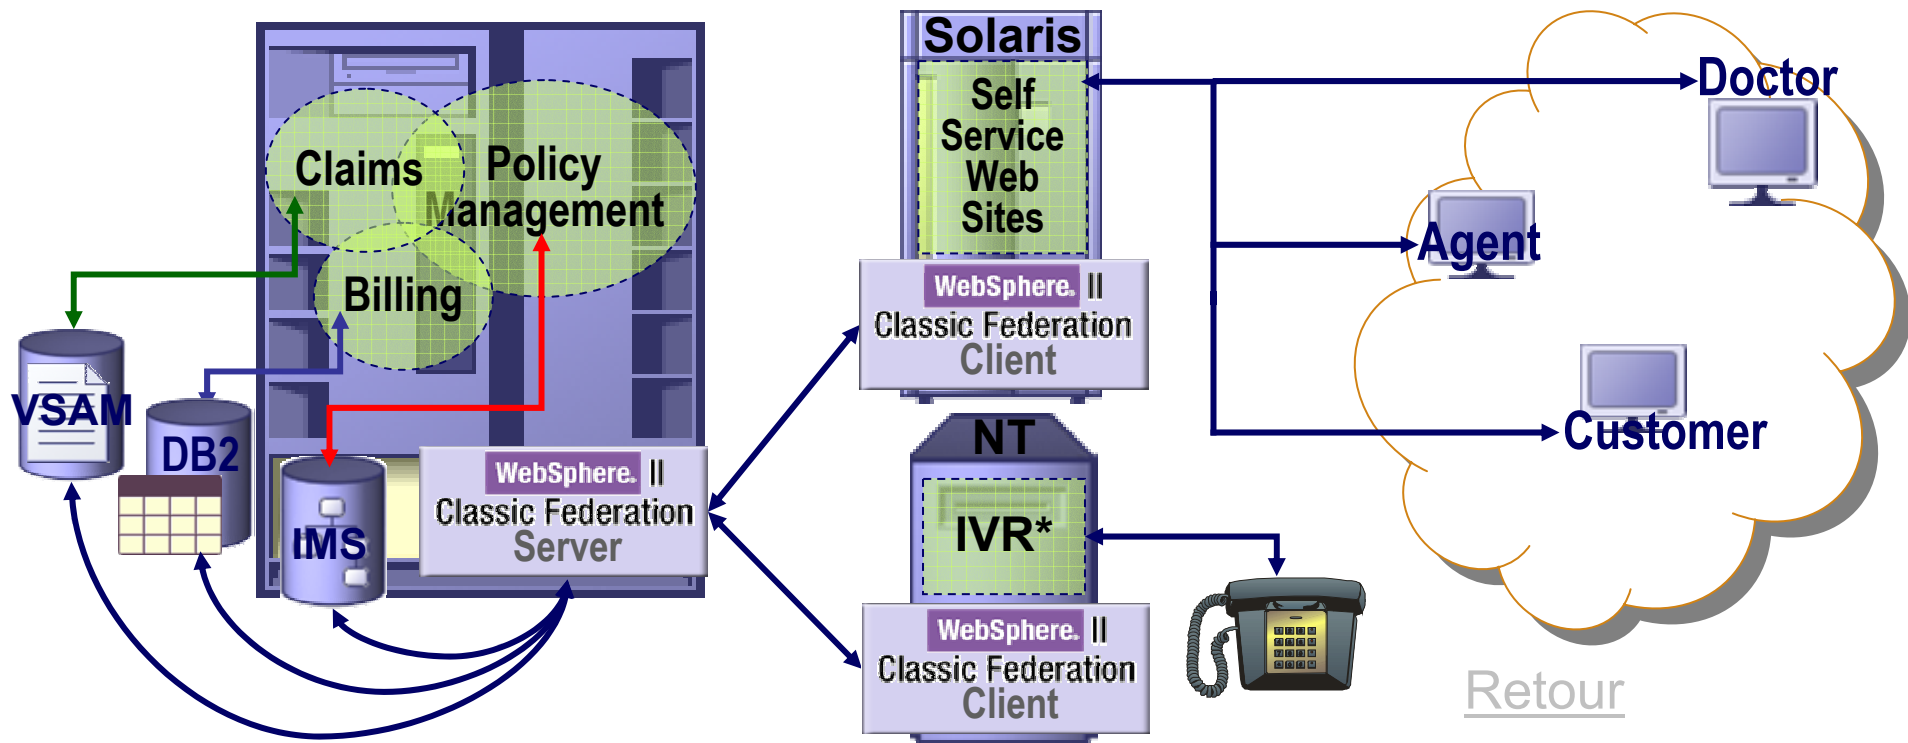 Claims
Policy
Management
Billing
VSAM
DB2
IMS
WebSphere. II
Classic Federation
Server
Solaris
Self
Service
Web
Sites
WebSphere. II
Classic Federation
Client
NT
IVR*
WebSphere. II
Classic Federation
Client
Doctor
Agent
Customer
Retour